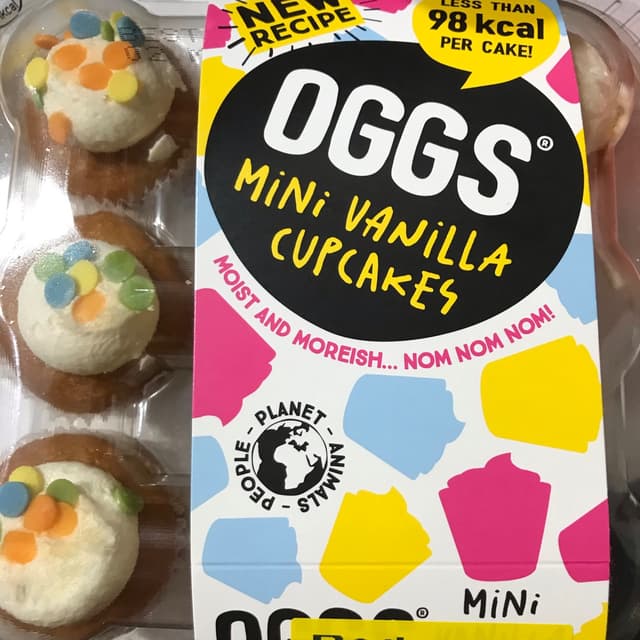 NEW
RECIPE
LESS THAN
98 kcal
PER CAKE!
OGGS®
MiNi VANiLLA
CUPCAKES
MOIST AND MOREISH... NOM NOM NOM!
PEOPLE - PLANET - ANIMALS -
MiNi
OGGS®